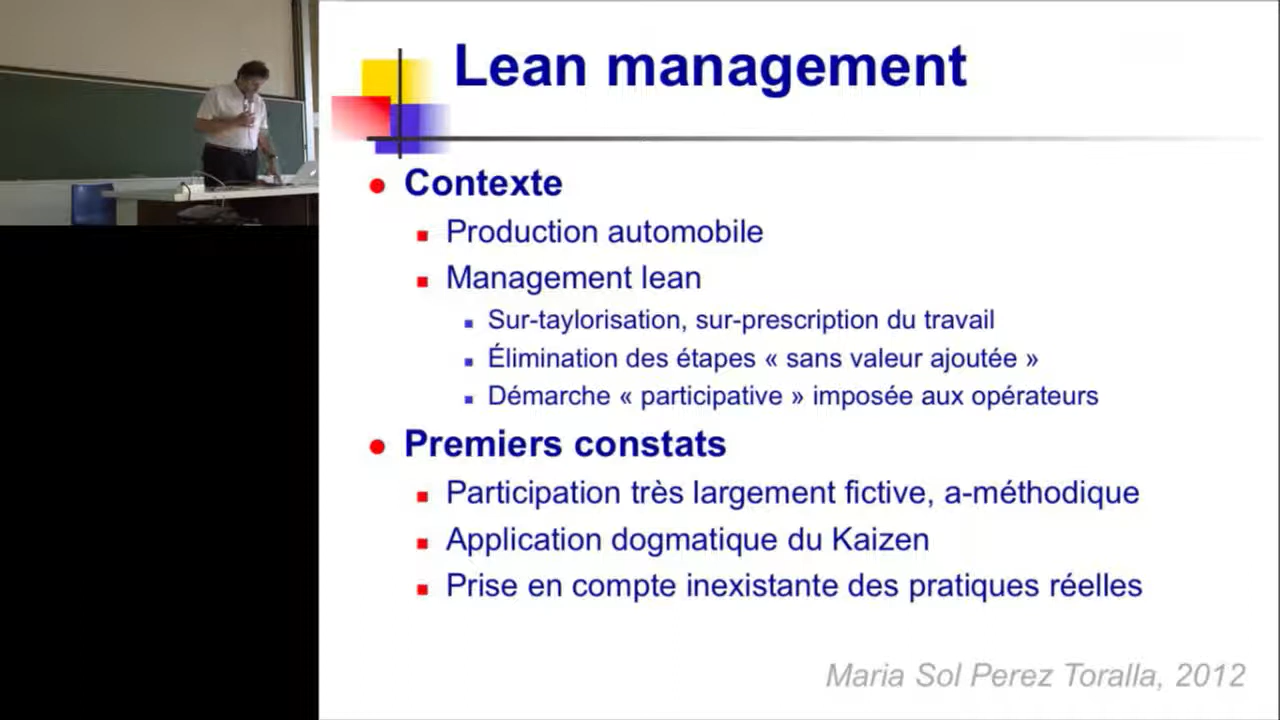 Lean management
Contexte
Production automobile
Management lean
Sur-taylorisation, sur-prescription du travail
Élimination des étapes « sans valeur ajoutée »
Démarche « participative » imposée aux opérateurs
Premiers constats
Participation très largement fictive, a-méthodique
Application dogmatique du Kaizen
Prise en compte inexistante des pratiques réelles
Maria Sol Perez Toralla, 2012